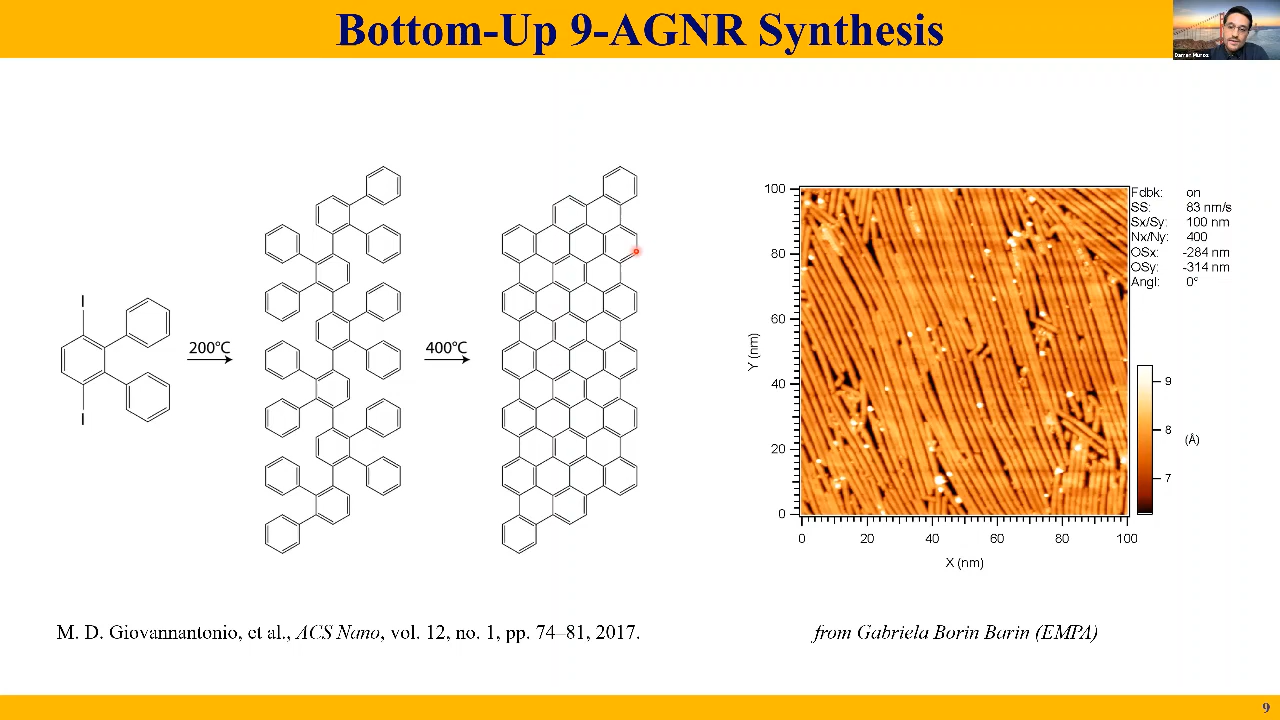 Bottom-Up 9-AGNR Synthesis
Damian Munoz
I
I
200°C
400°C
100
80
60
40
20
0
Y (nm)
0 20 40 60 80 100
X (nm)
Fdbk: on
SS: 83 nm/s
Sx/Sy: 100 nm
Nx/Ny: 400
OSx: -284 nm
OSy: -314 nm
Angl: 0°
9
8
7
(Å)
M. D. Giovannantonio, et al., ACS Nano, vol. 12, no. 1, pp. 74–81, 2017.
from Gabriela Borin Barin (EMPA)
9